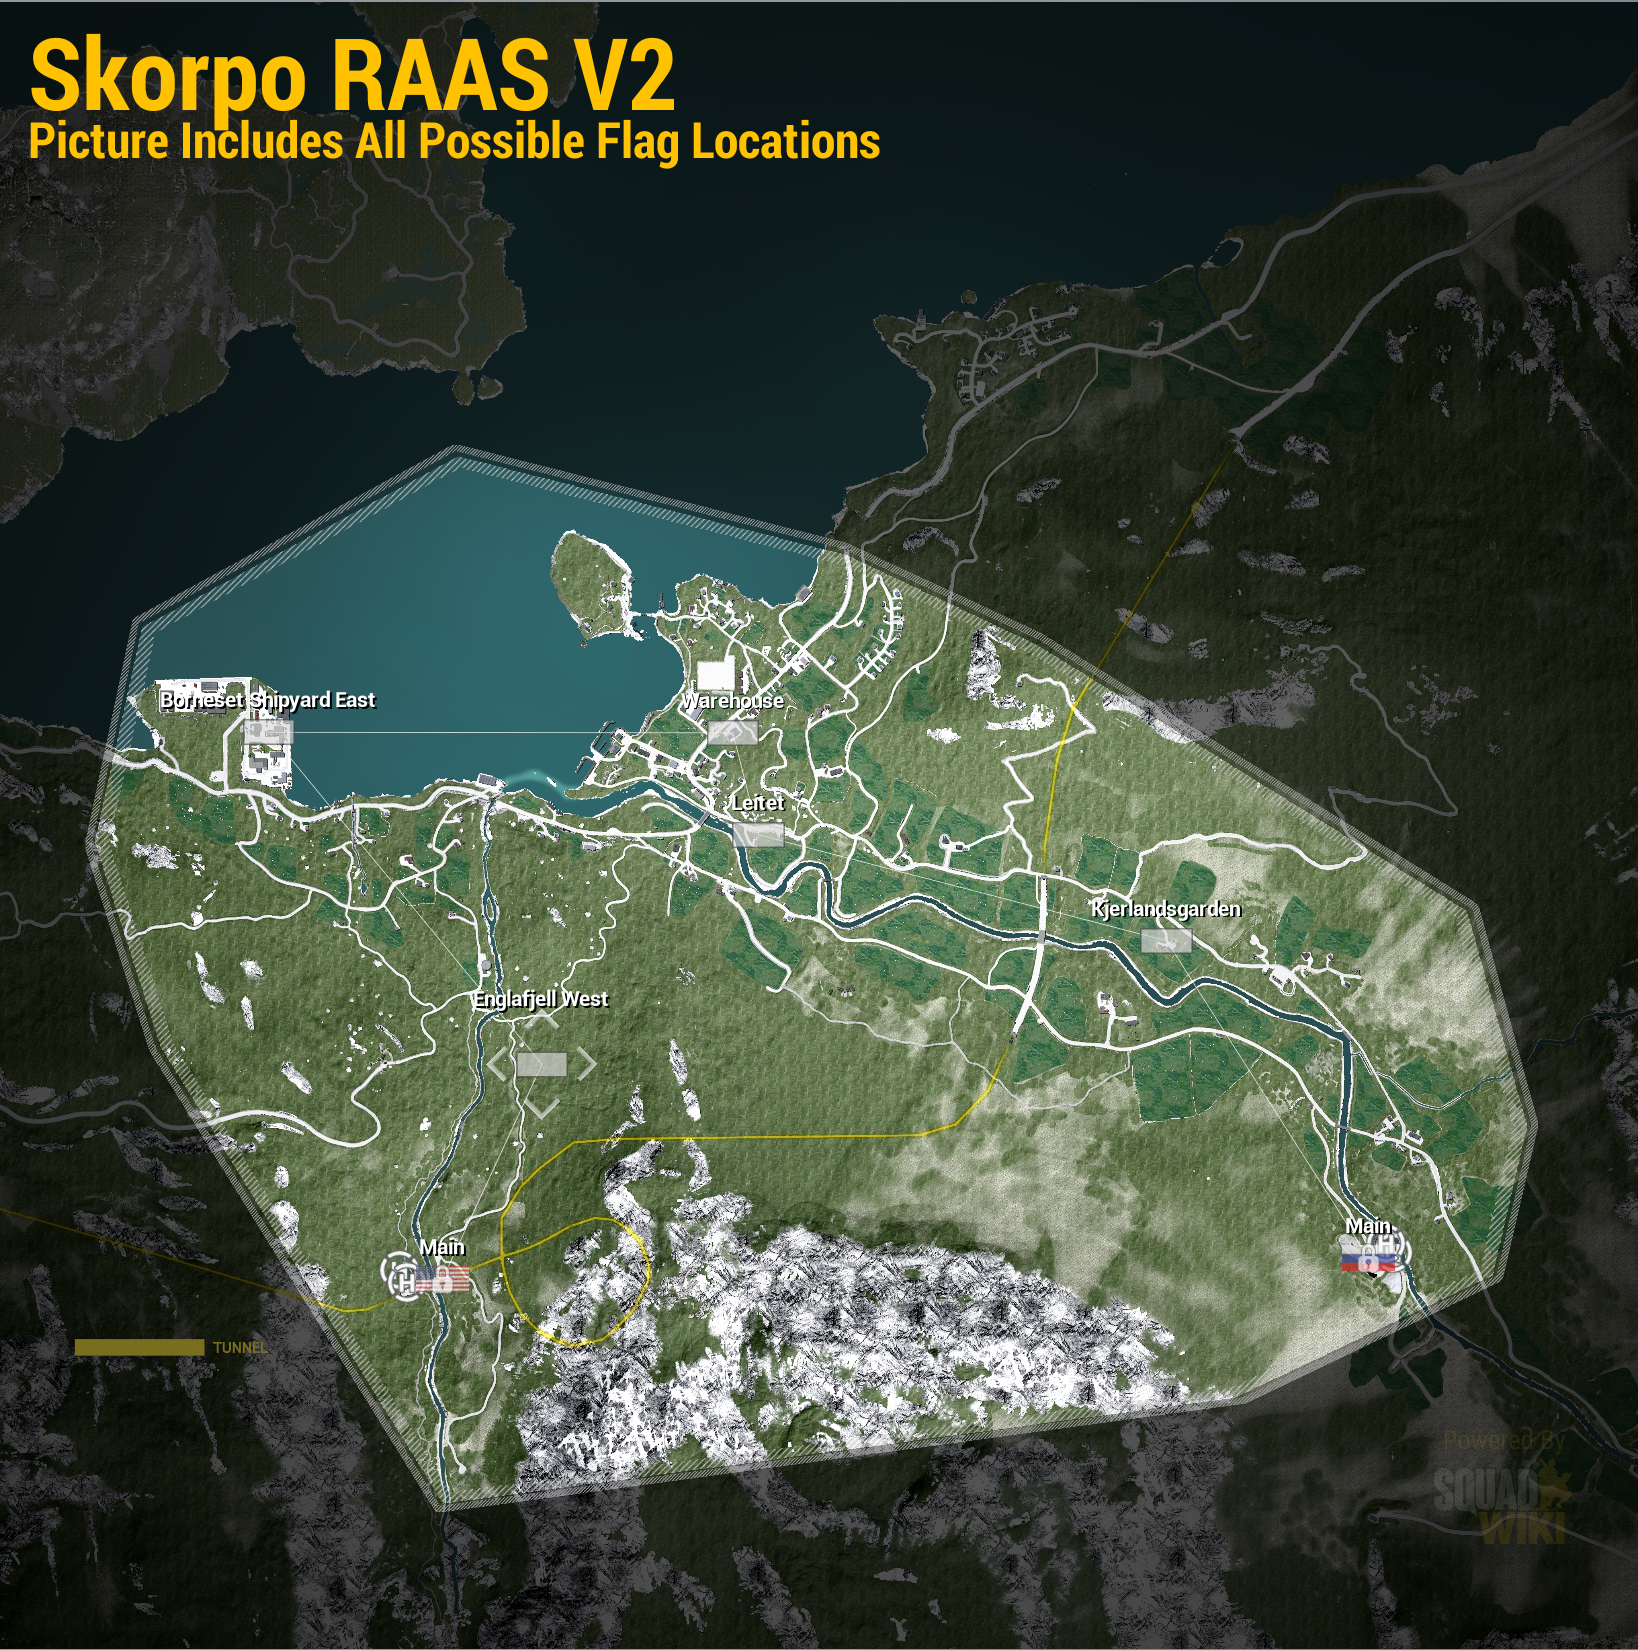 Skorpo RAAS V2
Picture Includes All Possible Flag Locations
Borneset Shipyard East
Warehouse
Leitet
Kjerlandsgarden
Englafjell West
Main
H
Main
H
TUNNEL
Powered By
SQUAD
WIKI